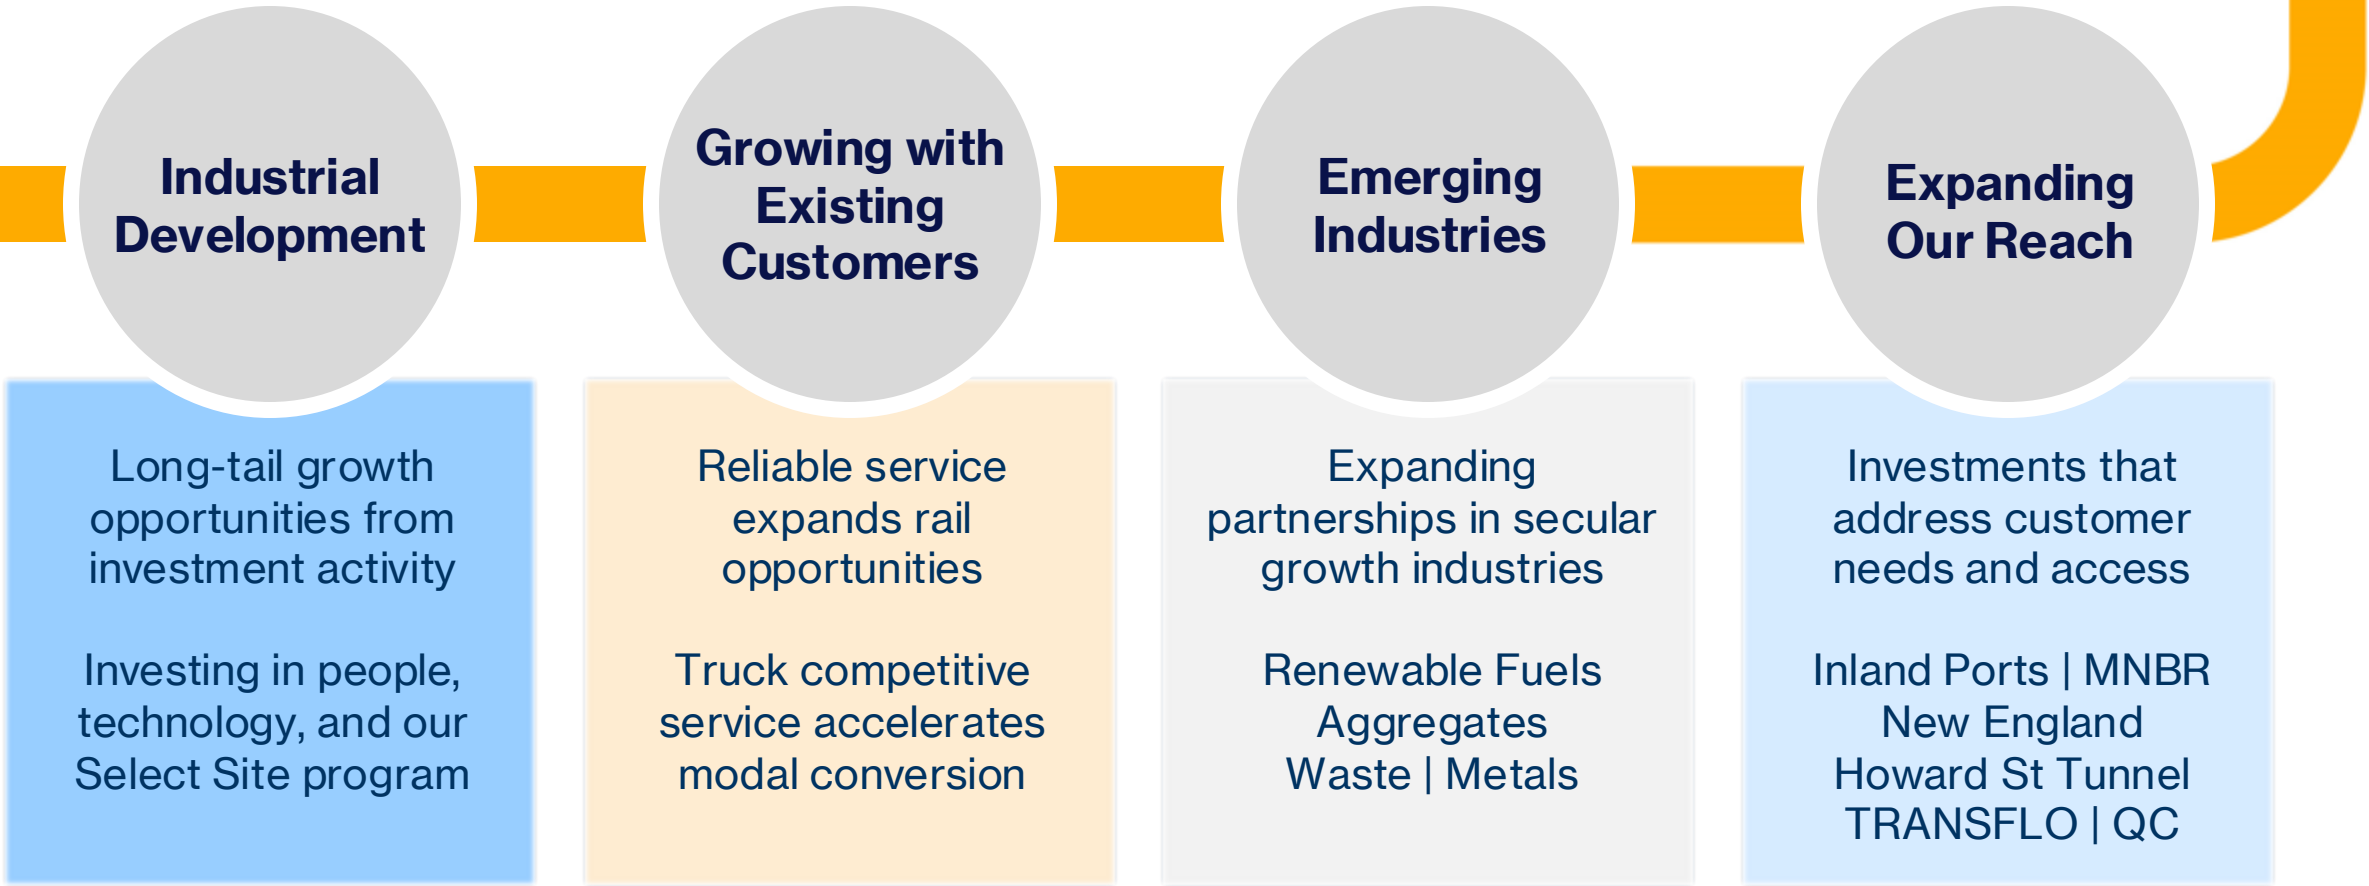 Industrial
Development
Growing with
Existing
Customers
Emerging
Industries
Expanding
Our Reach
Long-tail growth
opportunities from
investment activity
Investing in people,
technology, and our
Select Site program
Reliable service
expands rail
opportunities
Truck competitive
service accelerates
modal conversion
Expanding
partnerships in secular
growth industries
Renewable Fuels
Aggregates
Waste | Metals
Investments that
address customer
needs and access
Inland Ports | MNBR
New England
Howard St Tunnel
TRANSFLO | QC